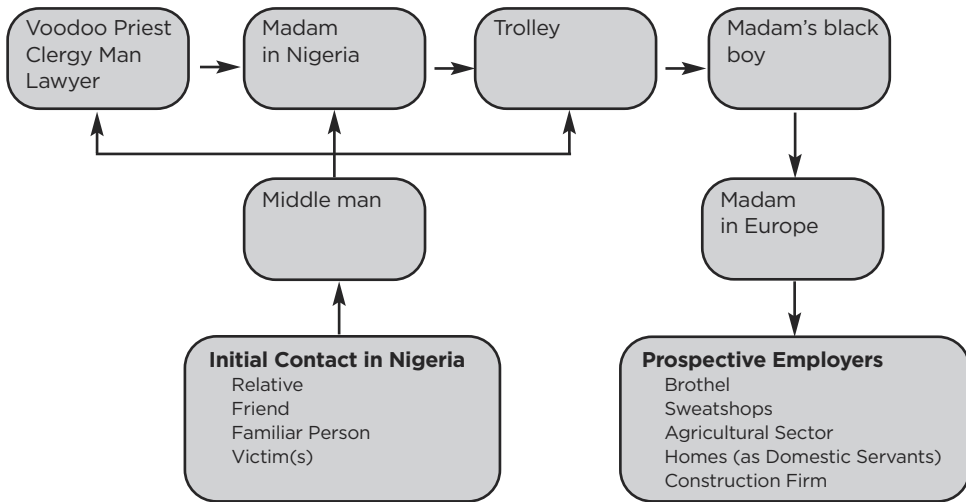 Voodoo Priest
Clergy Man
Lawyer
Madam
in Nigeria
Trolley
Madam’s black
boy
Middle man
Madam
in Europe
Initial Contact in Nigeria
Relative
Friend
Familiar Person
Victim(s)
Prospective Employers
Brothel
Sweatshops
Agricultural Sector
Homes (as Domestic Servants)
Construction Firm